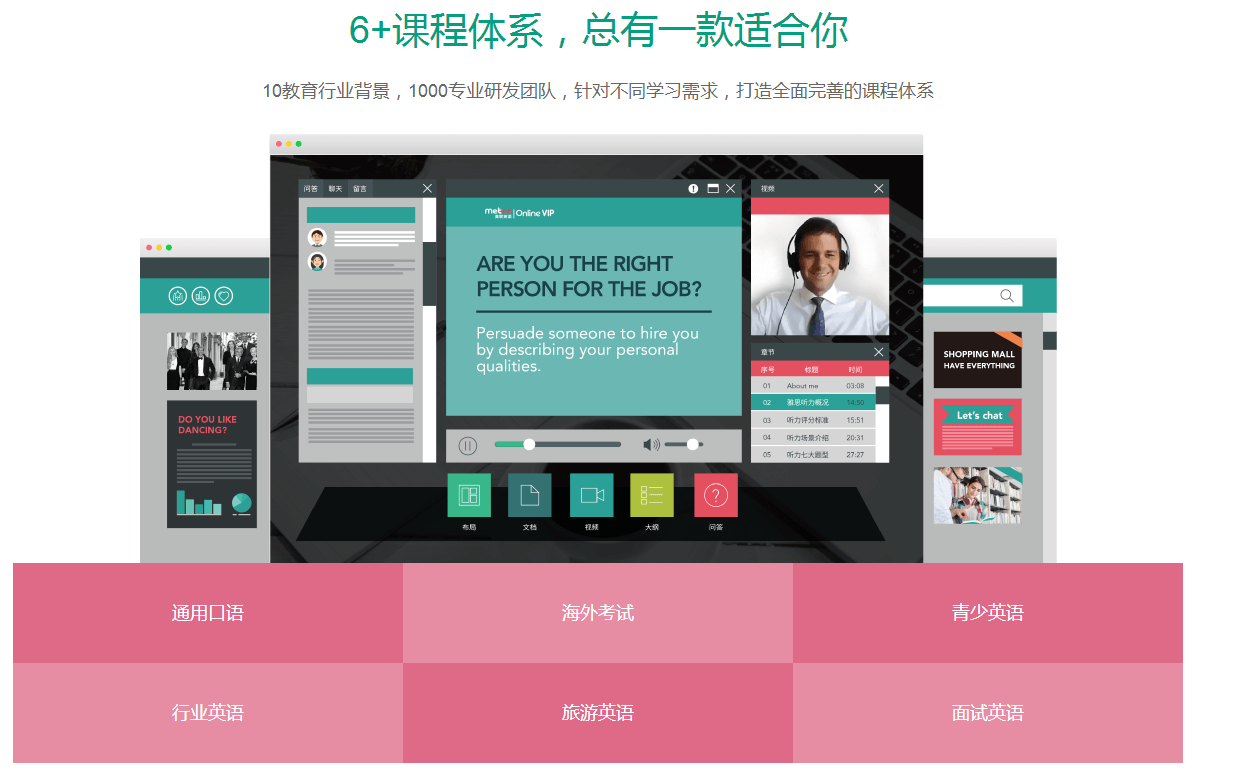 6+课程体系，总有一款适合你
10教育行业背景，1000专业研发团队，针对不同学习需求，打造全面完善的课程体系
问答 聊天 留言
Online VIP
视频
ARE YOU THE RIGHT
PERSON FOR THE JOB?
Persuade someone to hire you
by describing your personal
qualities.
章节
序号 标题 时间
01 About me 03:08
02 雅思听力概况 14:50
03 听力评分标准 15:51
04 听力场景介绍 20:31
05 听力七大题型 27:27
DO YOU LIKE
DANCING?
SHOPPING MALL
HAVE EVERYTHING
Let's chat
布局 文档 视频 大纲 问答
通用口语 海外考试 青少英语
行业英语 旅游英语 面试英语